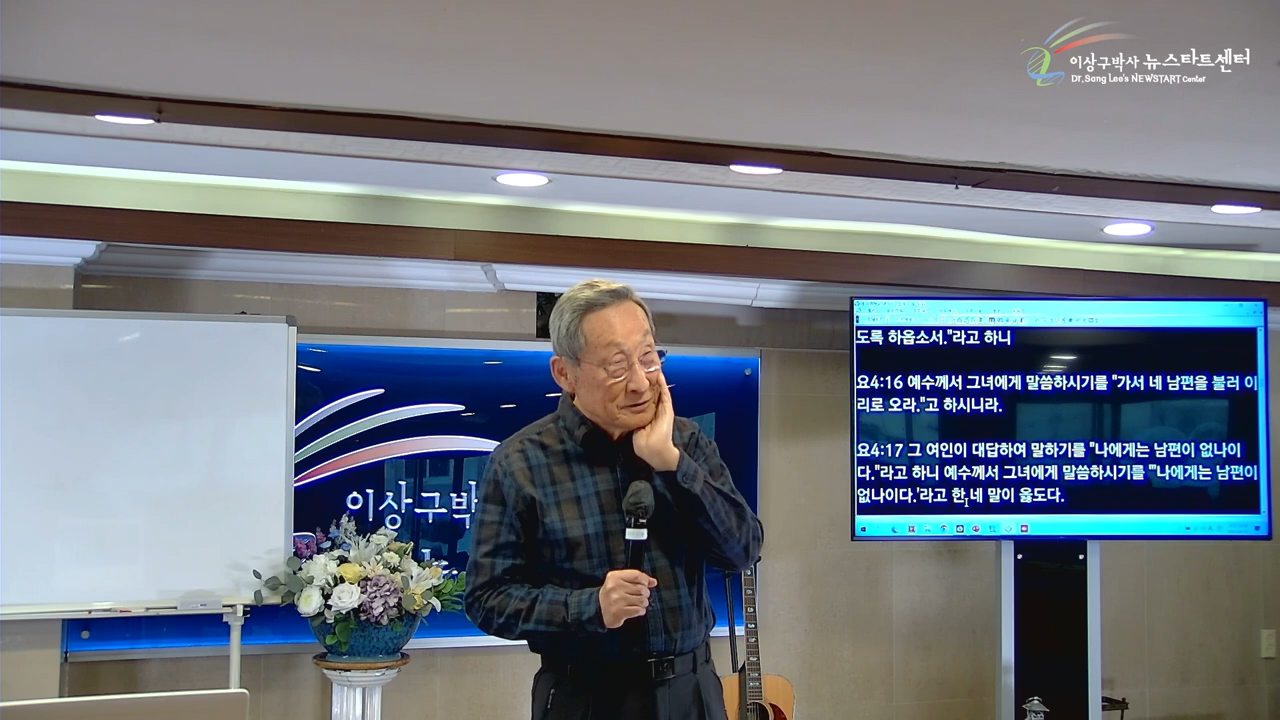 이상구박사 뉴스타트센터
Dr. Sang Lee's NEWSTART Center
도록 하옵소서."라고 하니
요4:16 예수께서 그녀에게 말씀하시기를 "가서 네 남편을 불러 이
리로 오라."고 하시니라.
요4:17 그 여인이 대답하여 말하기를 "나에게는 남편이 없나이
다."라고 하니 예수께서 그녀에게 말씀하시기를 "'나에게는 남편이
없나이다.'라고 한 네 말이 옳도다.
이상구박